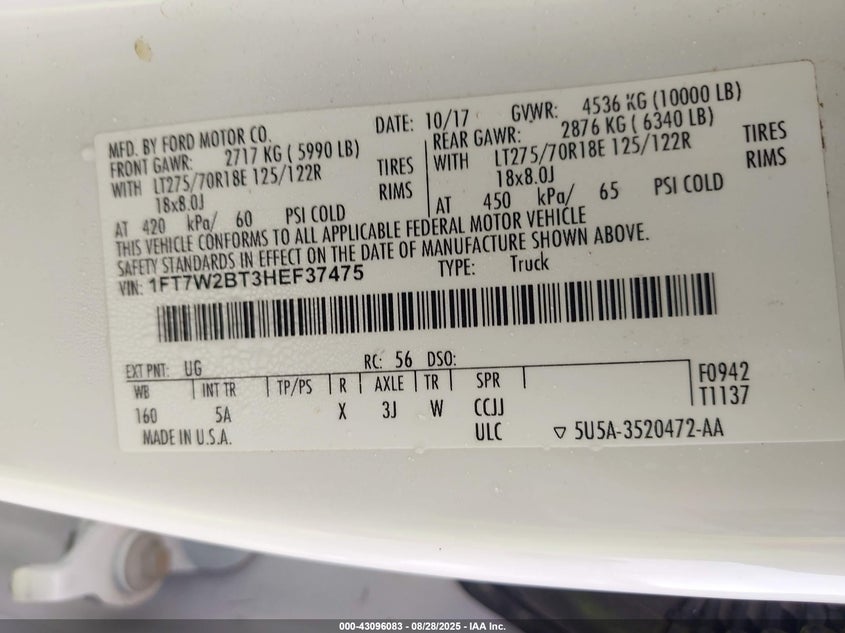 MFD. BY FORD MOTOR CO. DATE: 10/17 GVWR: 4536 KG (10000 LB)
FRONT GAWR: 2717 KG ( 5990 LB) REAR GAWR: 2876 KG ( 6340 LB)
WITH LT275/70R18E 125/122R TIRES WITH LT275/70R18E 125/122R TIRES
18x8.0J RIMS 18x8.0J RIMS
AT 420 kPa/ 60 PSI COLD AT 450 kPa/ 65 PSI COLD
THIS VEHICLE CONFORMS TO ALL APPLICABLE FEDERAL MOTOR VEHICLE
SAFETY STANDARDS IN EFFECT ON THE DATE OF MANUFACTURE SHOWN ABOVE.
VIN: 1FT7W2BT3HEF37475 TYPE: Truck
EXT PNT: UG RC: 56 DSO:
WB INT TR TP/PS R AXLE TR SPR F0942
160 5A X 3J W CCJJ T1137
MADE IN U.S.A. ULC 5U5A-3520472-AA
000-43096083 / 08/28/2025 - IAA Inc.